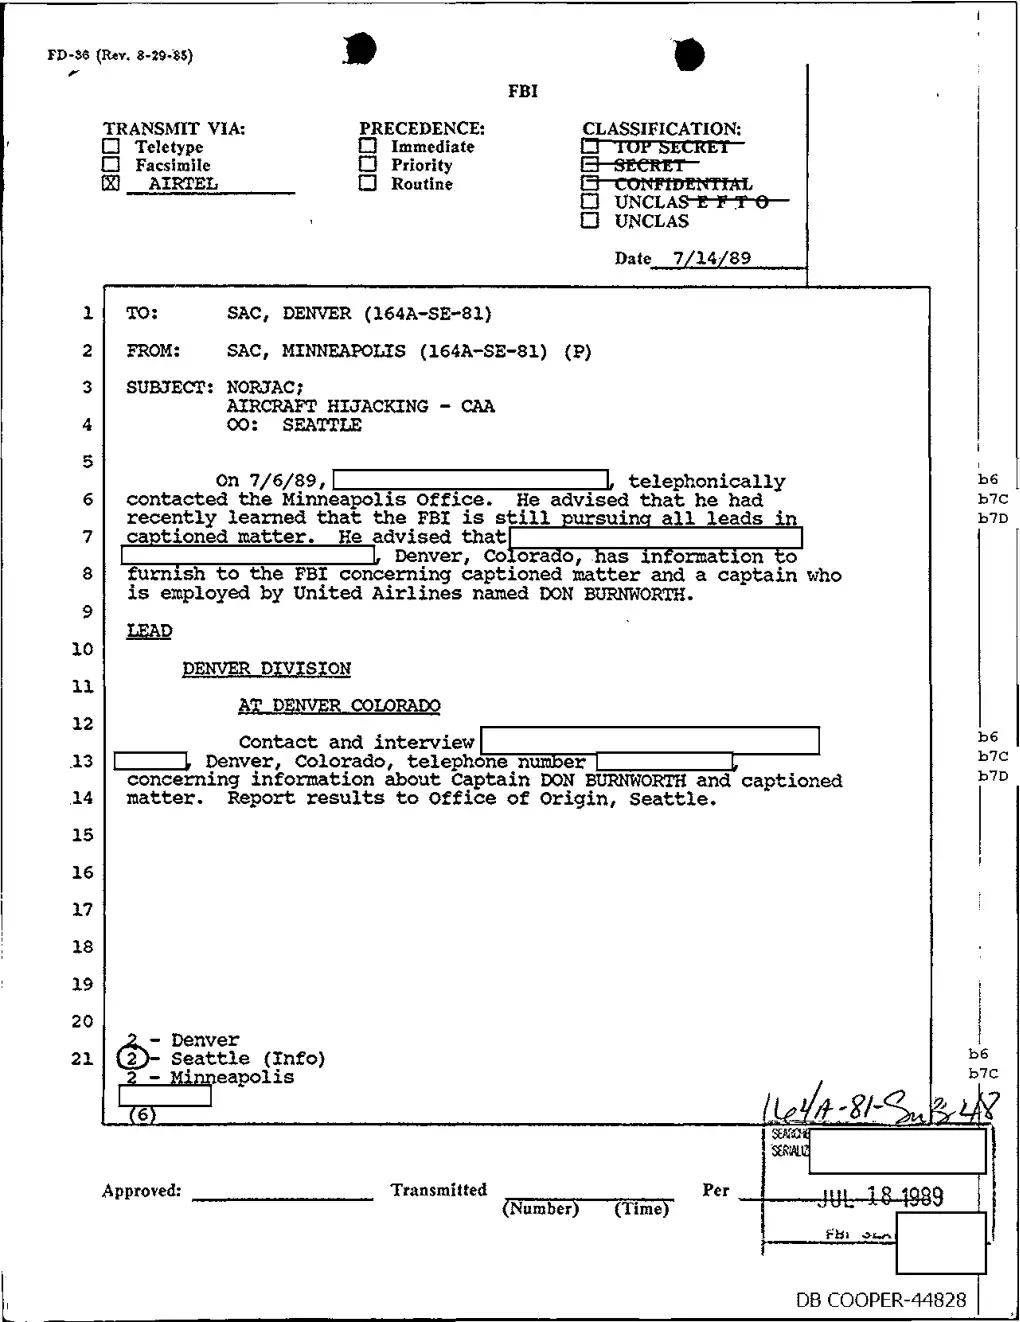 FD-36 (Rev. 8-29-85)
FBI
TRANSMIT VIA:
Teletype
Facsimile
AIRTEL
PRECEDENCE:
Immediate
Priority
Routine
CLASSIFICATION:
TOP SECRET
SECRET
CONFIDENTIAL
UNCLAS E F T O
UNCLAS
Date 7/14/89
1 TO: SAC, DENVER (164A-SE-81)
2 FROM: SAC, MINNEAPOLIS (164A-SE-81) (P)
3 SUBJECT: NORJAC;
AIRCRAFT HIJACKING - CAA
4 OO: SEATTLE
5
On 7/6/89, , telephonically b6
6 contacted the Minneapolis Office. He advised that he had b7C
recently learned that the FBI is still pursuing all leads in b7D
7 captioned matter. He advised that
, Denver, Colorado, has information to
8 furnish to the FBI concerning captioned matter and a captain who
is employed by United Airlines named DON BURNWORTH.
9
LEAD
10
DENVER DIVISION
11
AT DENVER COLORADO
12
Contact and interview b6
13 , Denver, Colorado, telephone number , b7C
concerning information about Captain DON BURNWORTH and captioned b7D
14 matter. Report results to Office of Origin, Seattle.
15
16
17
18
19
20
2 - Denver
21 2 - Seattle (Info) b6
2 - Minneapolis b7C
(6)
164A-81-Sub B-48
SEARCHE
SERIALIZ
Approved: Transmitted Per
(Number) (Time)
JUL 18 1989
FBI
DB COOPER-44828